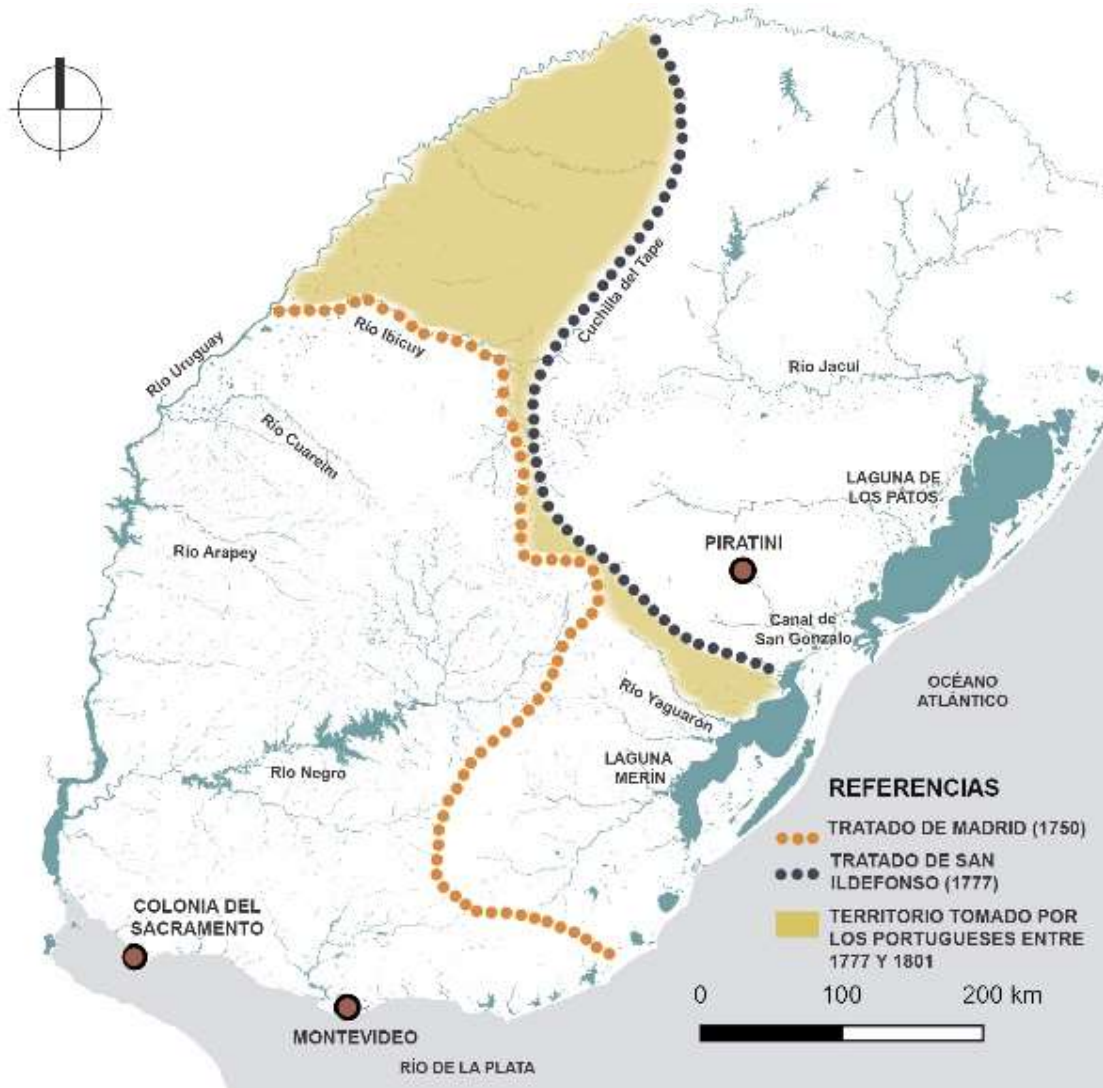 Río Uruguay
Río Ibicuy
Cuchilla del Tape
Río Jacuí
Río Cuareim
LAGUNA DE
LOS PÁTOS
Río Arapey
PIRATINI
Canal de
San Gonzalo
OCÉANO
ATLÁNTICO
Río Yaguarón
LAGUNA
MERÍN
Río Negro
REFERENCIAS
TRATADO DE MADRID (1750)
TRATADO DE SAN
ILDEFONSO (1777)
TERRITORIO TOMADO POR
LOS PORTUGUESES ENTRE
1777 Y 1801
COLONIA DEL
SACRAMENTO
0 100 200 km
MONTEVIDEO
RÍO DE LA PLATA